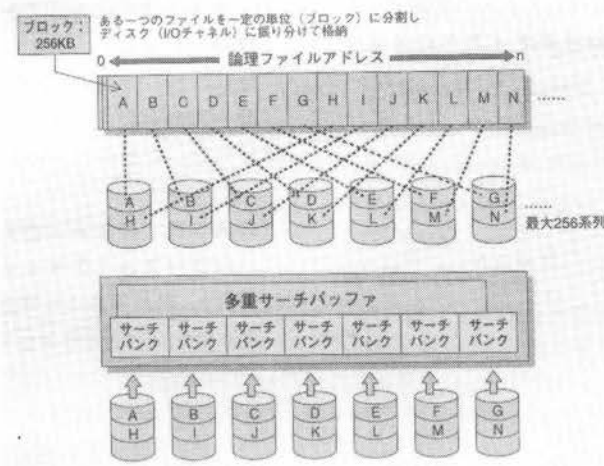 ブロック：
256KB
ある一つのファイルを一定の単位（ブロック）に分割し
ディスク（I/Oチャネル）に振り分けて格納
0 論理ファイルアドレス n
A B C D E F G H I J K L M N ……
A B C D E F G ……
H I J K L M N
最大256系列
多重サーチバッファ
サーチ サーチ サーチ サーチ サーチ サーチ サーチ
バンク バンク バンク バンク バンク バンク バンク
A B C D E F G
H I J K L M N